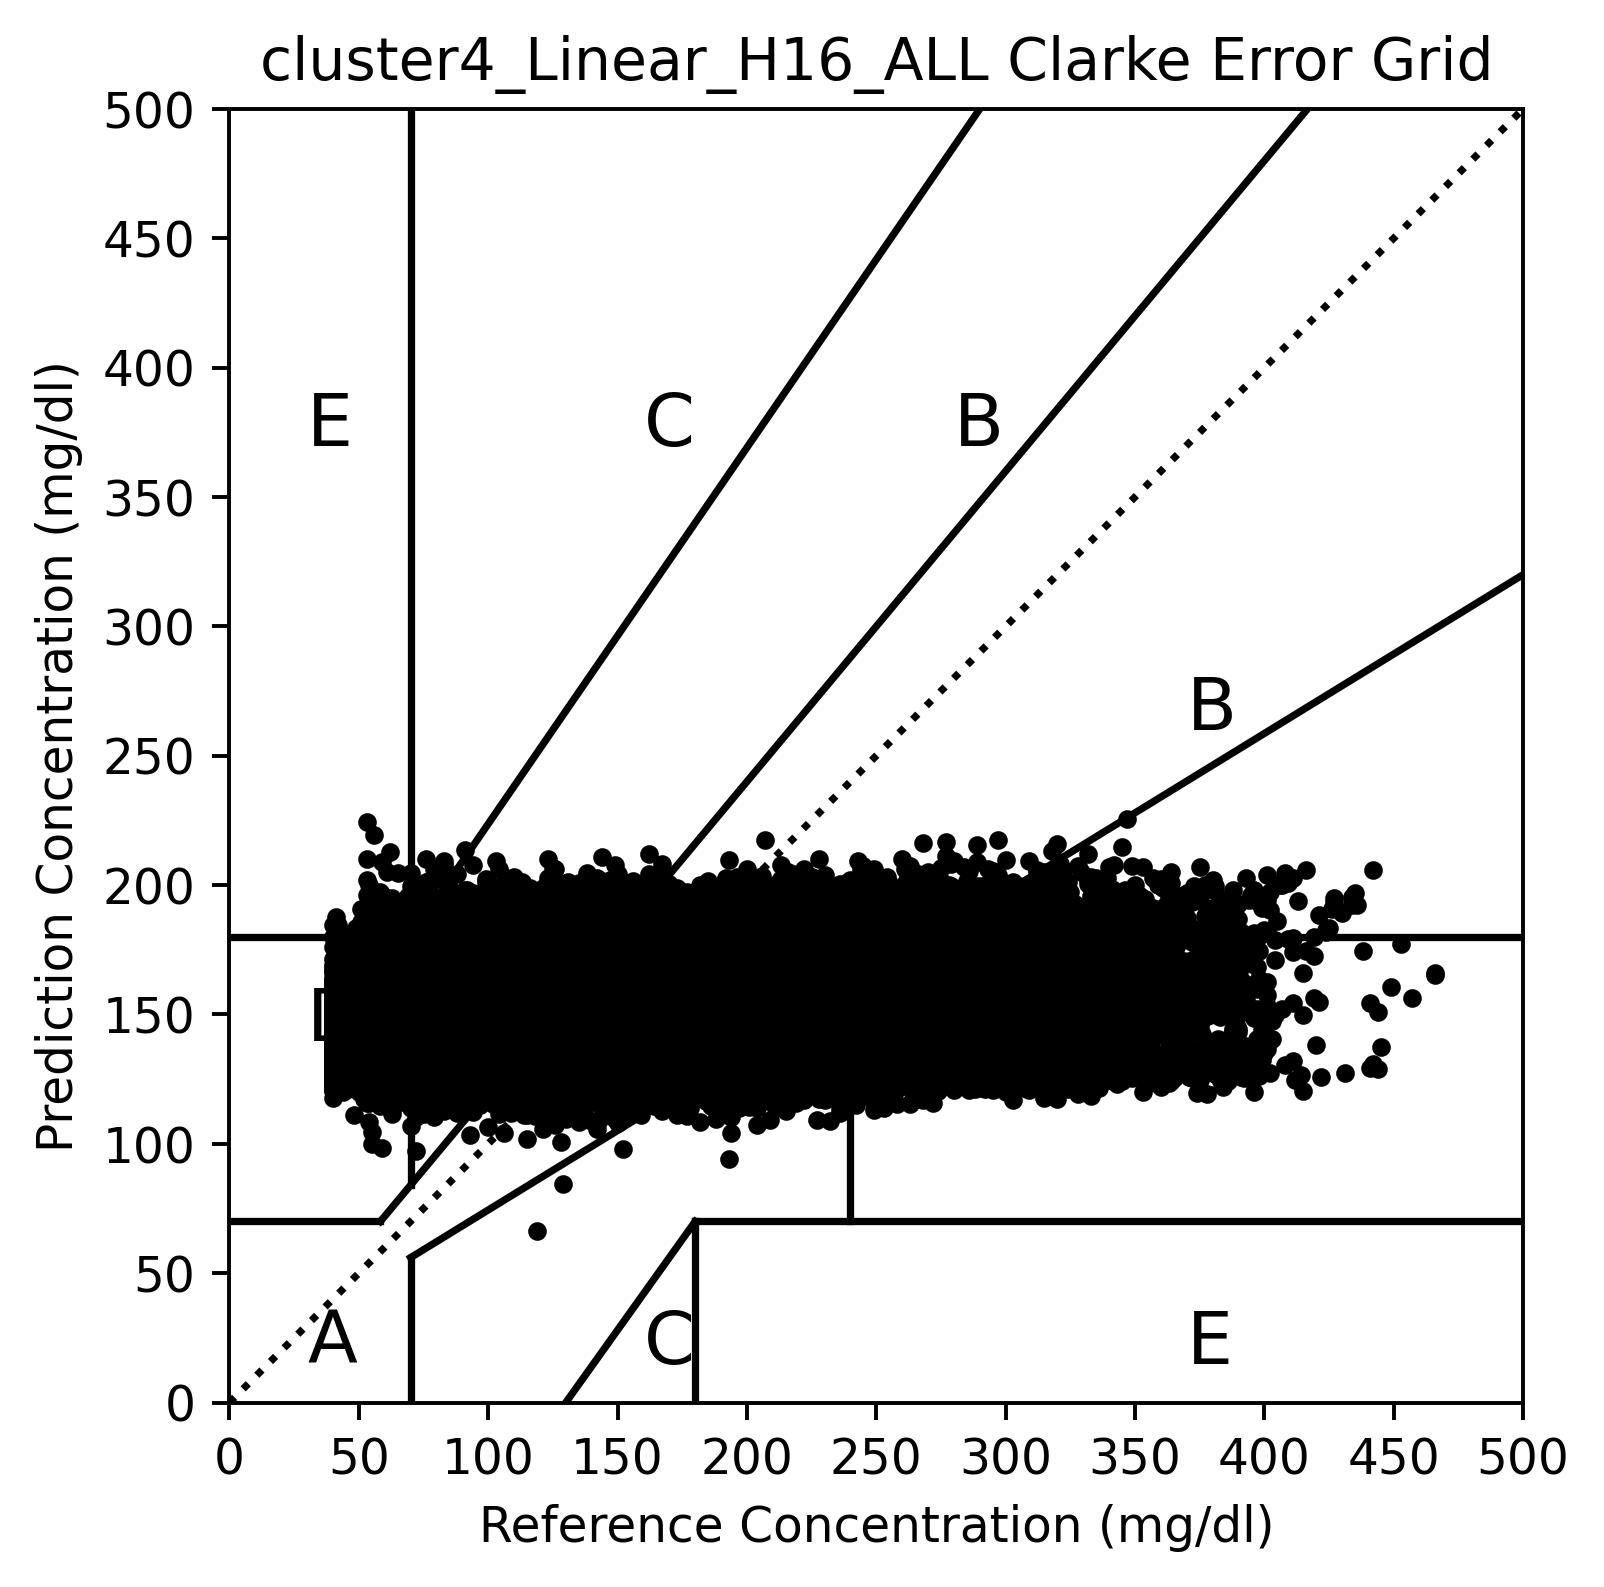 cluster4_Linear_H16_ALL Clarke Error Grid
500
450
400
350
300
250
200
150
100
50
0
Prediction Concentration (mg/dl)
E
C
B
B
A
C
E
0 50 100 150 200 250 300 350 400 450 500
Reference Concentration (mg/dl)